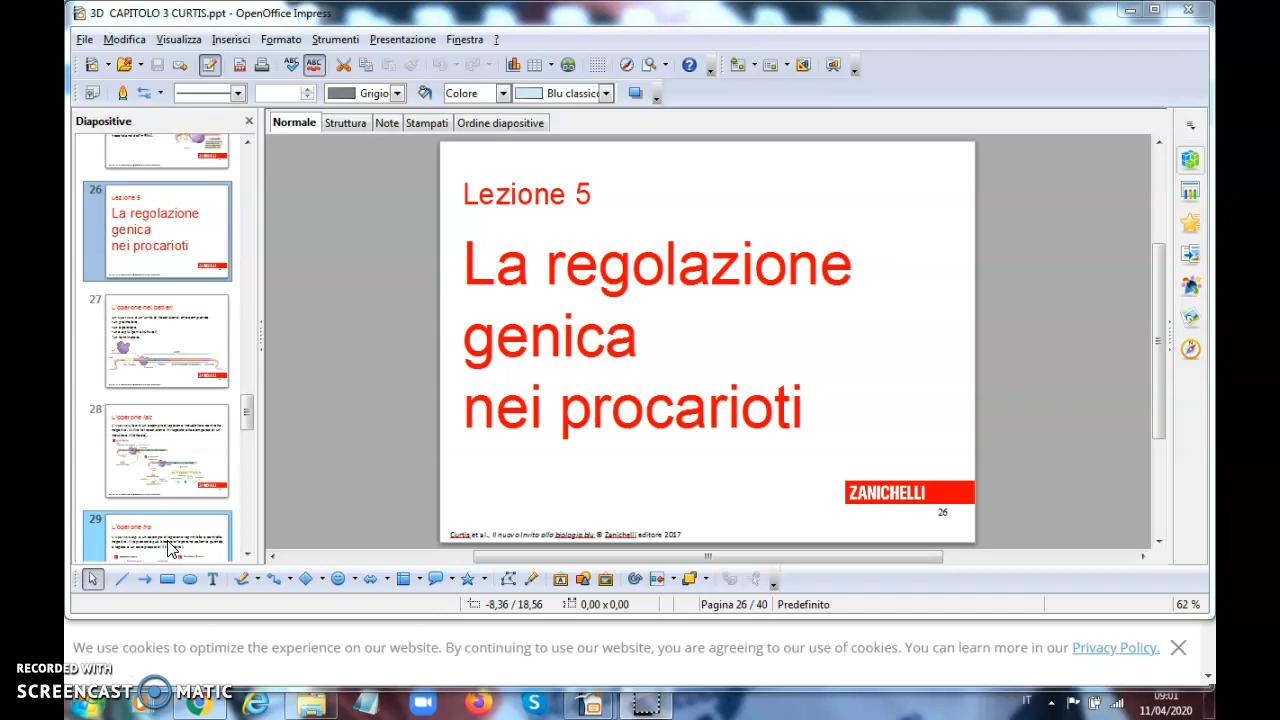 3D CAPITOLO 3 CURTIS.ppt - OpenOffice Impress
File Modifica Visualizza Inserisci Formato Strumenti Presentazione Finestra ?
Grigio Colore Blu classico
Diapositive
Normale Struttura Note Stampati Ordine diapositive
26
Lezione 5
La regolazione
genica
nei procarioti
ZANICHELLI
27
L'operone nei batteri
ZANICHELLI
28
L'operone lac
ZANICHELLI
29
L'operone trp
Lezione 5
La regolazione
genica
nei procarioti
ZANICHELLI
26
Curtis et al., Il nuovo Invito alla biologia.blu © Zanichelli editore 2017
-8,36 / 18,56 0,00 x 0,00 Pagina 26 / 40 Predefinito 62 %
We use cookies to optimize the experience on our website. By continuing to use our website, you are agreeing to our use of cookies. You can learn more in our Privacy Policy.
RECORDED WITH
SCREENCAST MATIC
IT
09:01
11/04/2020